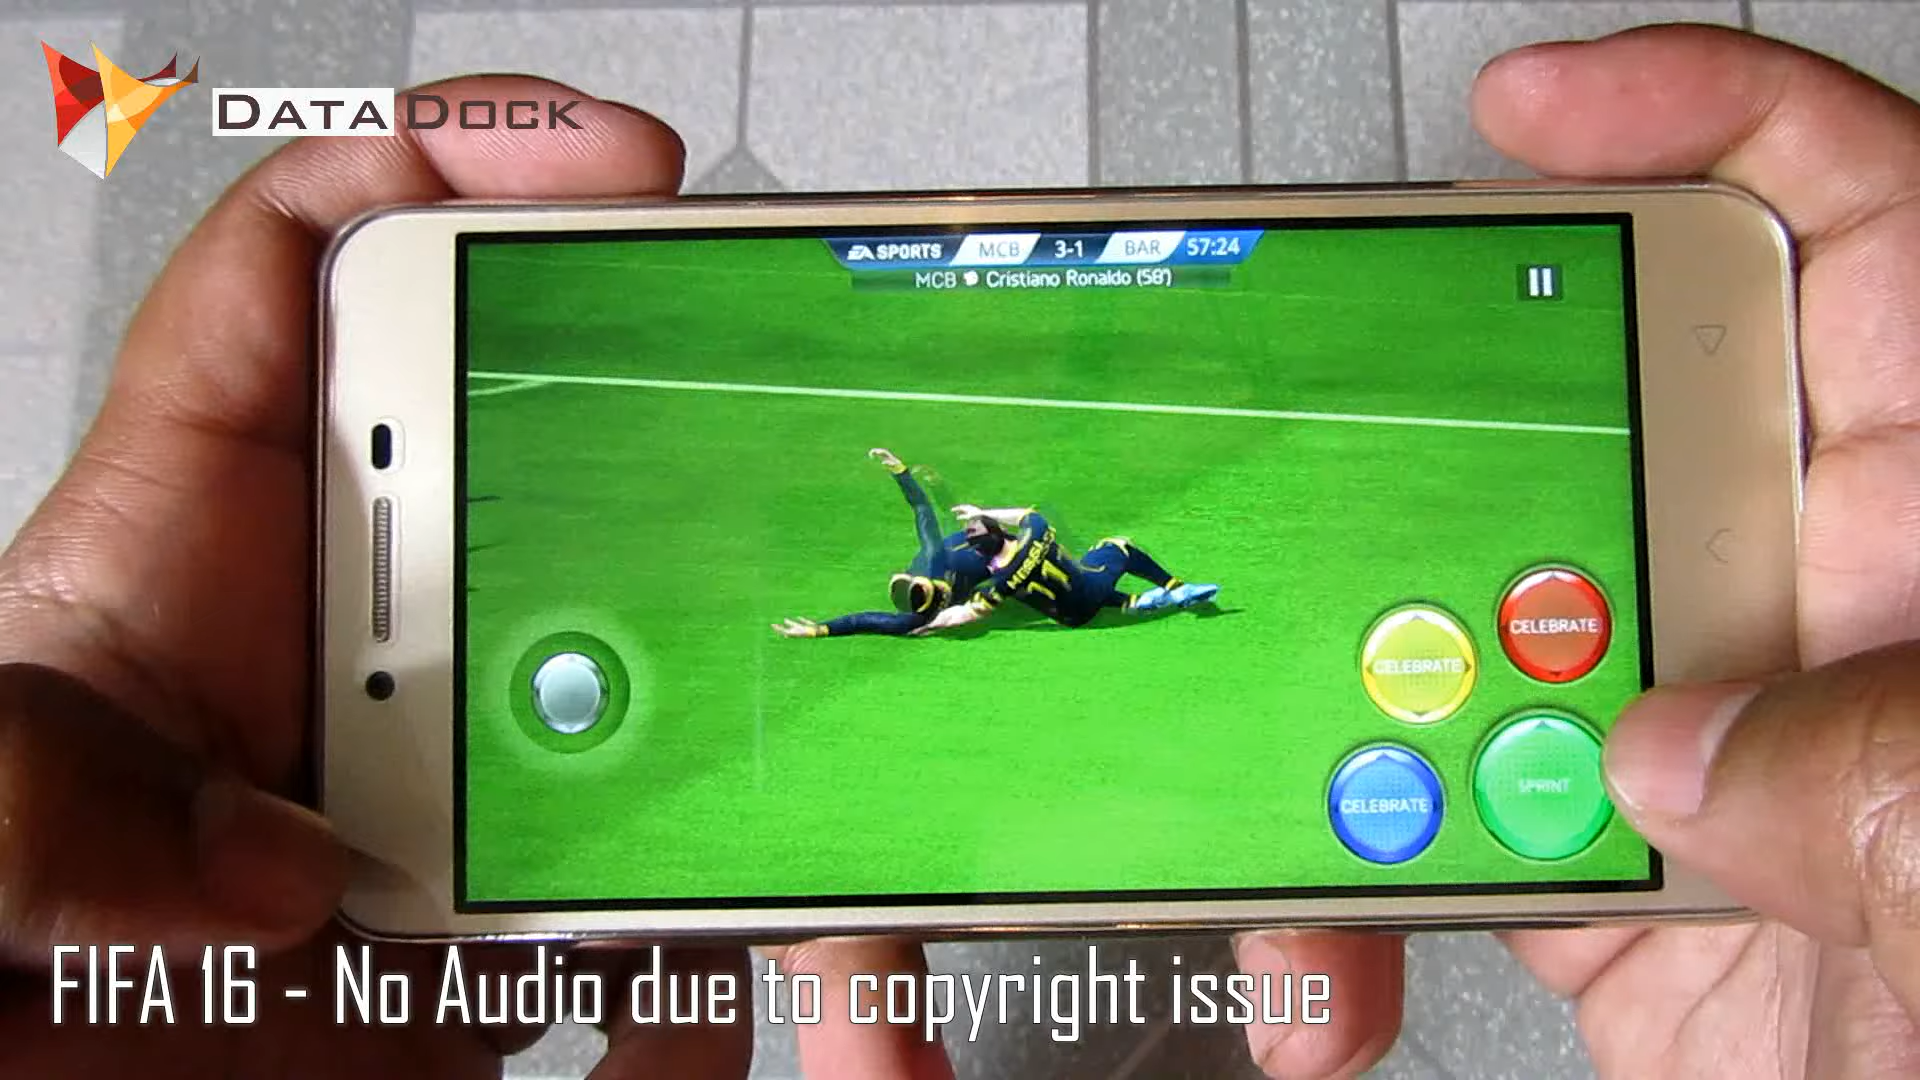 DATA DOCK
EA SPORTS MCB 3-1 BAR 57:24
MCB Cristiano Ronaldo (58')
11
CELEBRATE
CELEBRATE
SPRINT
CELEBRATE
FIFA 16 - No Audio due to copyright issue